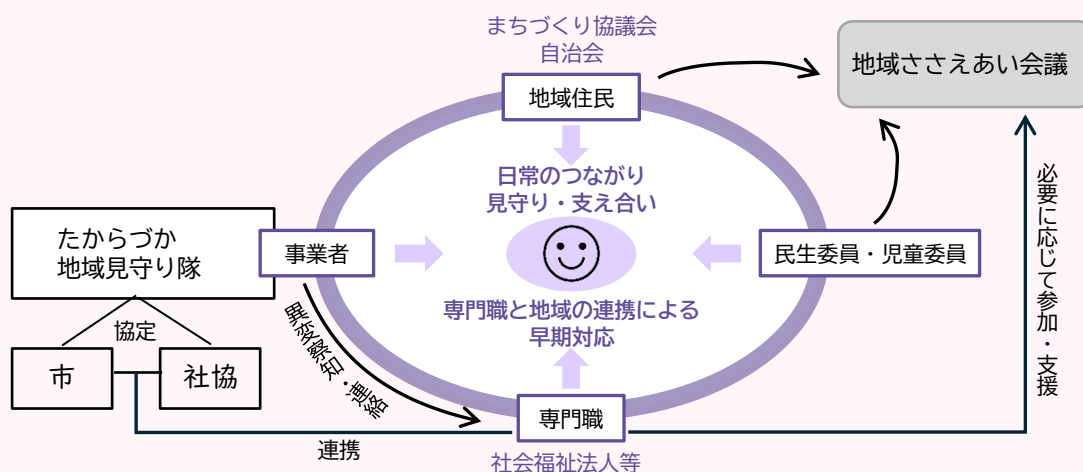 まちづくり協議会
自治会
地域住民
地域ささえあい会議
日常のつながり
見守り・支え合い
たからづか
地域見守り隊
事業者
民生委員・児童委員
必要に応じて参加・支援
専門職と地域の連携による
早期対応
異変察知・連絡
協定
市
社協
専門職
連携
社会福祉法人等